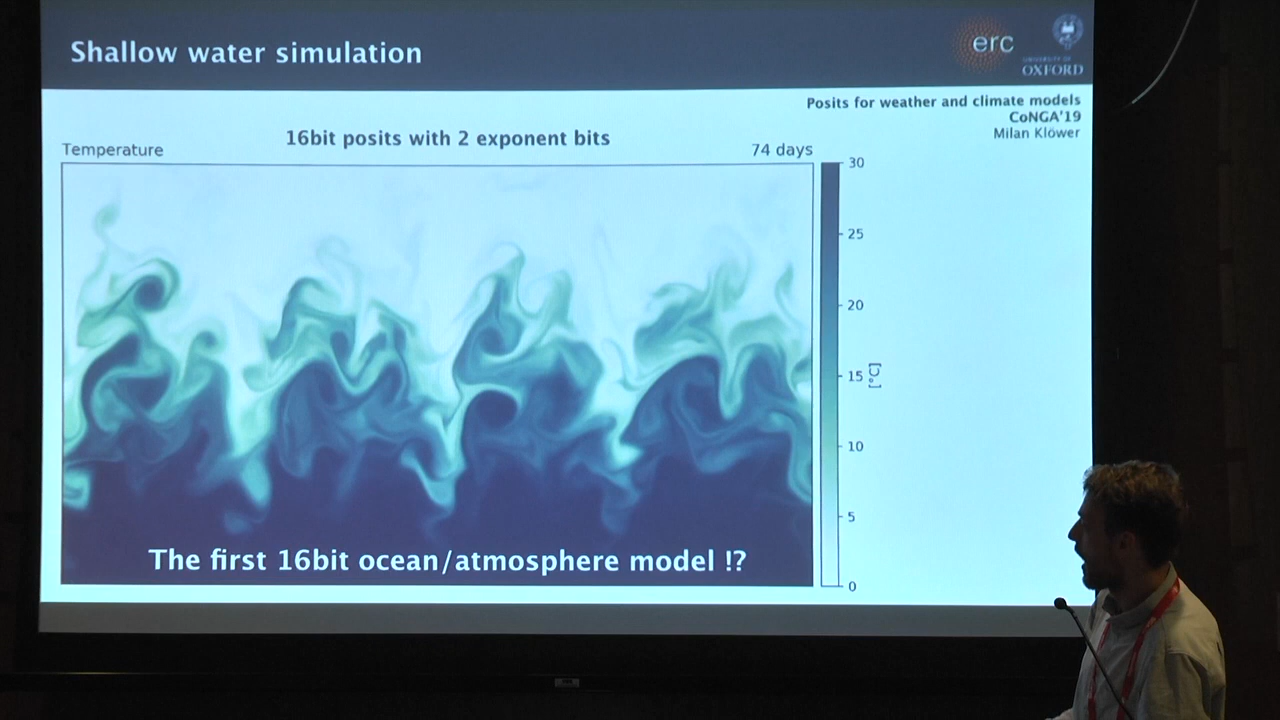 Shallow water simulation
erc
UNIVERSITY OF
OXFORD
Posits for weather and climate models
CoNGA'19
Milan Klöwer
16bit posits with 2 exponent bits
Temperature
74 days
30
25
20
15
10
5
0
[°C]
The first 16bit ocean/atmosphere model !?